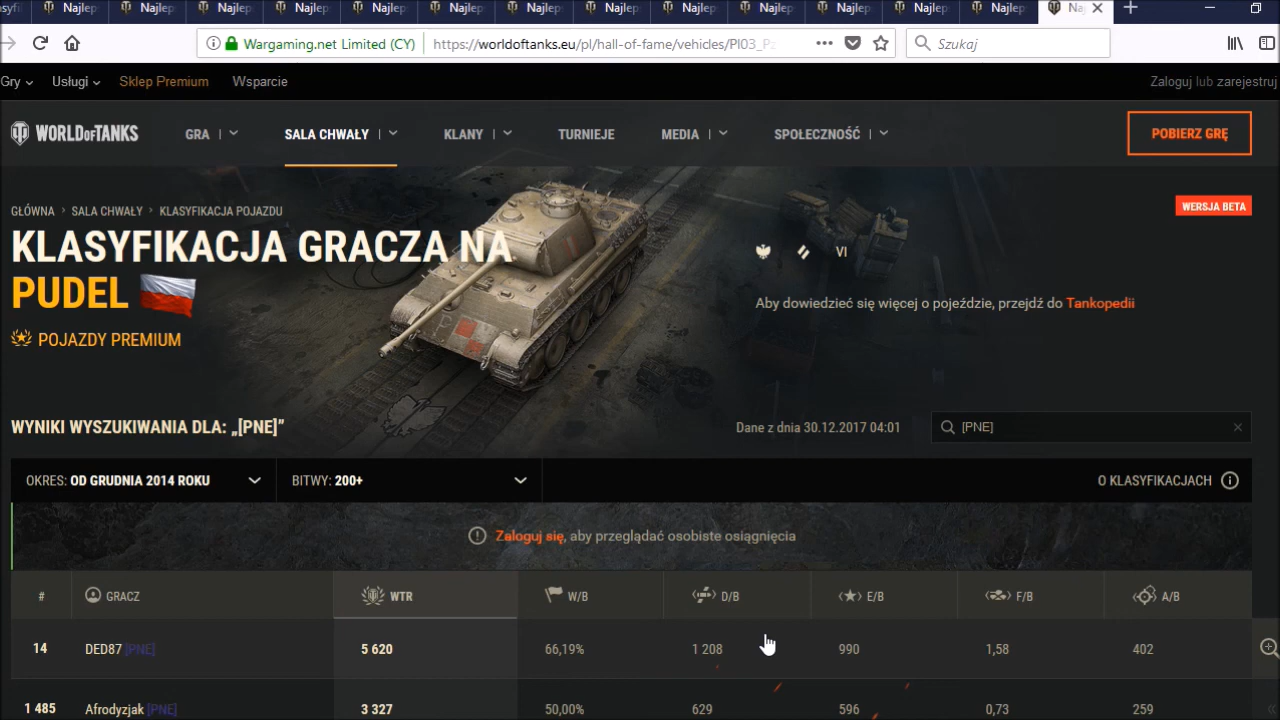 Najlep Najlep Najlep Najlep Najlep Najlep Najlep Najlep Najlep Najlep Najlep Najlep Naj
Wargaming.net Limited (CY) https://worldoftanks.eu/pl/hall-of-fame/vehicles/Pl03_Pz Szukaj
Gry Usługi Sklep Premium Wsparcie Zaloguj lub zarejestruj
WORLD OF TANKS GRA SALA CHWAŁY KLANY TURNIEJE MEDIA SPOŁECZNOŚĆ POBIERZ GRĘ
GŁÓWNA SALA CHWAŁY KLASYFIKACJA POJAZDU WERSJA BETA
KLASYFIKACJA GRACZA NA
VI
PUDEL
Aby dowiedzieć się więcej o pojeździe, przejdź do Tankopedii
POJAZDY PREMIUM
WYNIKI WYSZUKIWANIA DLA: „[PNE]” Dane z dnia 30.12.2017 04:01 [PNE]
OKRES: OD GRUDNIA 2014 ROKU BITWY: 200+ O KLASYFIKACJACH
Zaloguj się, aby przeglądać osobiste osiągnięcia
# GRACZ WTR W/B D/B E/B F/B A/B
14 DED87 [PNE] 5 620 66,19% 1 208 990 1,58 402
1 485 Afrodyzjak [PNE] 3 327 50,00% 629 596 0,73 259